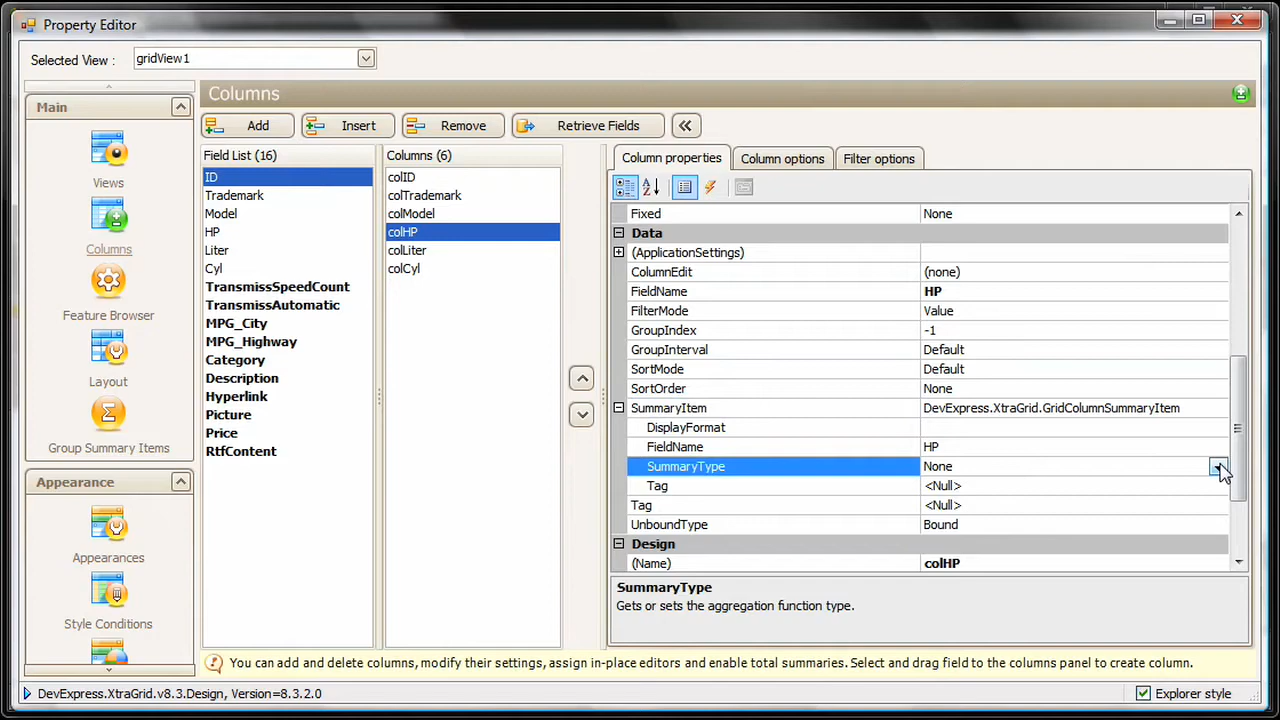 Property Editor
Selected View : gridView1
Main
Views
Columns
Feature Browser
Layout
Group Summary Items
Appearance
Appearances
Style Conditions
Columns
Add Insert Remove Retrieve Fields
Field List (16)
ID
Trademark
Model
HP
Liter
Cyl
TransmissSpeedCount
TransmissAutomatic
MPG_City
MPG_Highway
Category
Description
Hyperlink
Picture
Price
RtfContent
Columns (6)
colID
colTrademark
colModel
colHP
colLiter
colCyl
Column properties Column options Filter options
Fixed None
Data
(ApplicationSettings)
ColumnEdit (none)
FieldName HP
FilterMode Value
GroupIndex -1
GroupInterval Default
SortMode Default
SortOrder None
SummaryItem DevExpress.XtraGrid.GridColumnSummaryItem
DisplayFormat
FieldName HP
SummaryType None
Tag <Null>
Tag <Null>
UnboundType Bound
Design
(Name) colHP
SummaryType
Gets or sets the aggregation function type.
You can add and delete columns, modify their settings, assign in-place editors and enable total summaries. Select and drag field to the columns panel to create column.
DevExpress.XtraGrid.v8.3.Design, Version=8.3.2.0
Explorer style